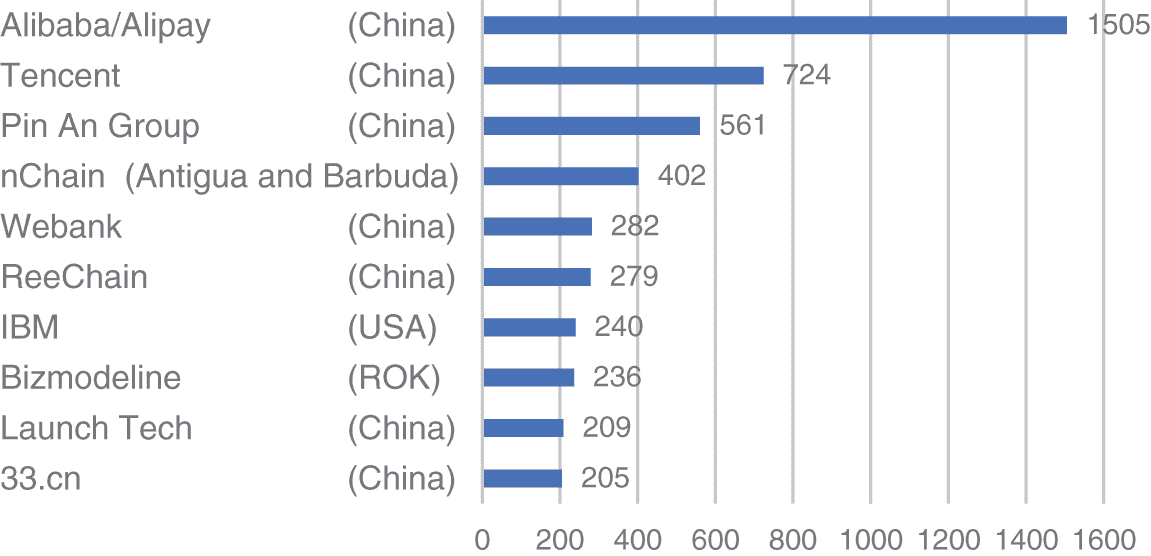 Alibaba/Alipay (China) 1505
Tencent (China) 724
Pin An Group (China) 561
nChain (Antigua and Barbuda) 402
Webank (China) 282
ReeChain (China) 279
IBM (USA) 240
Bizmodeline (ROK) 236
Launch Tech (China) 209
33.cn (China) 205
0 200 400 600 800 1000 1200 1400 1600